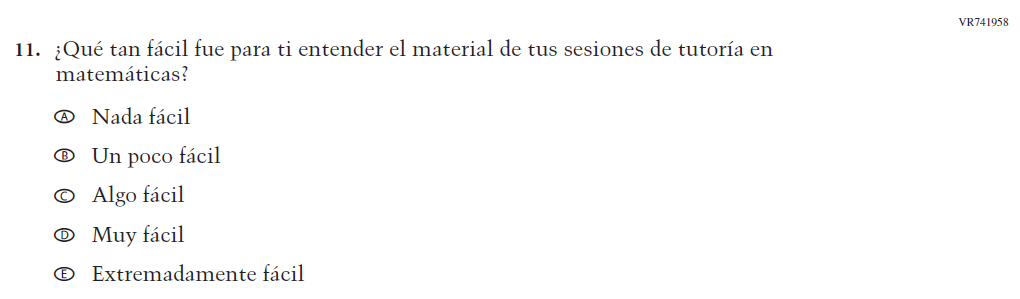 VR741958
11. ¿Qué tan fácil fue para ti entender el material de tus sesiones de tutoría en
matemáticas?
A Nada fácil
B Un poco fácil
C Algo fácil
D Muy fácil
E Extremadamente fácil